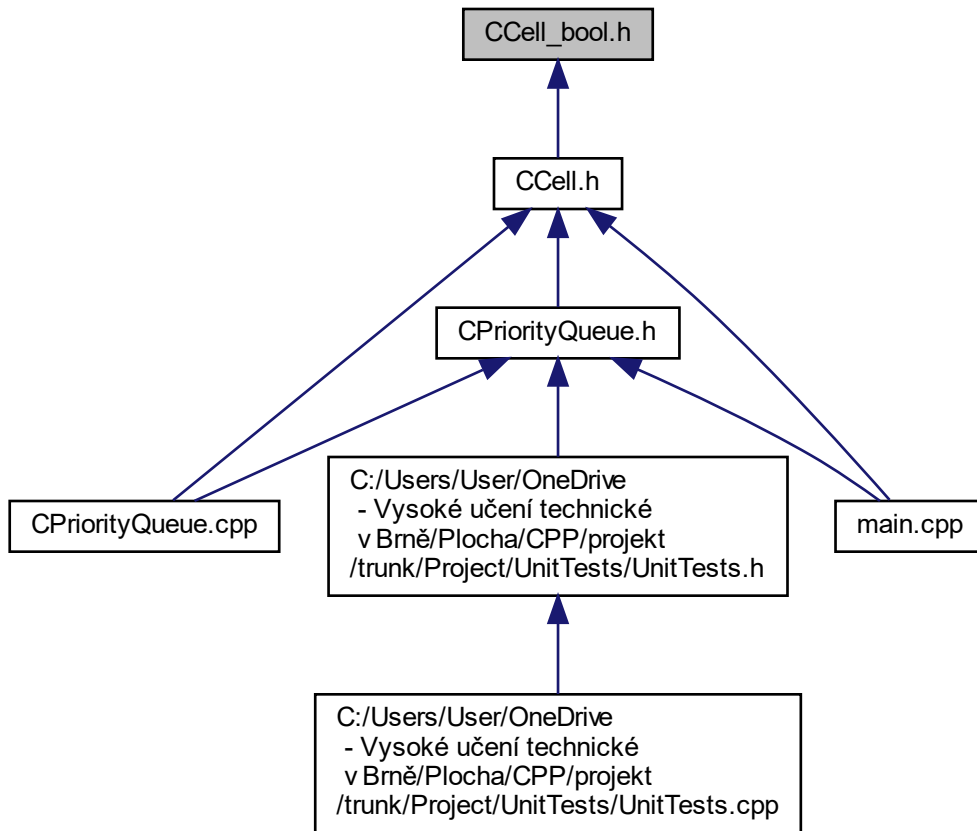 CCell_bool.h
CCell.h
CPriorityQueue.h
CPriorityQueue.cpp
C:/Users/User/OneDrive
- Vysoké učení technické
v Brně/Plocha/CPP/projekt
/trunk/Project/UnitTests/UnitTests.h
main.cpp
C:/Users/User/OneDrive
- Vysoké učení technické
v Brně/Plocha/CPP/projekt
/trunk/Project/UnitTests/UnitTests.cpp